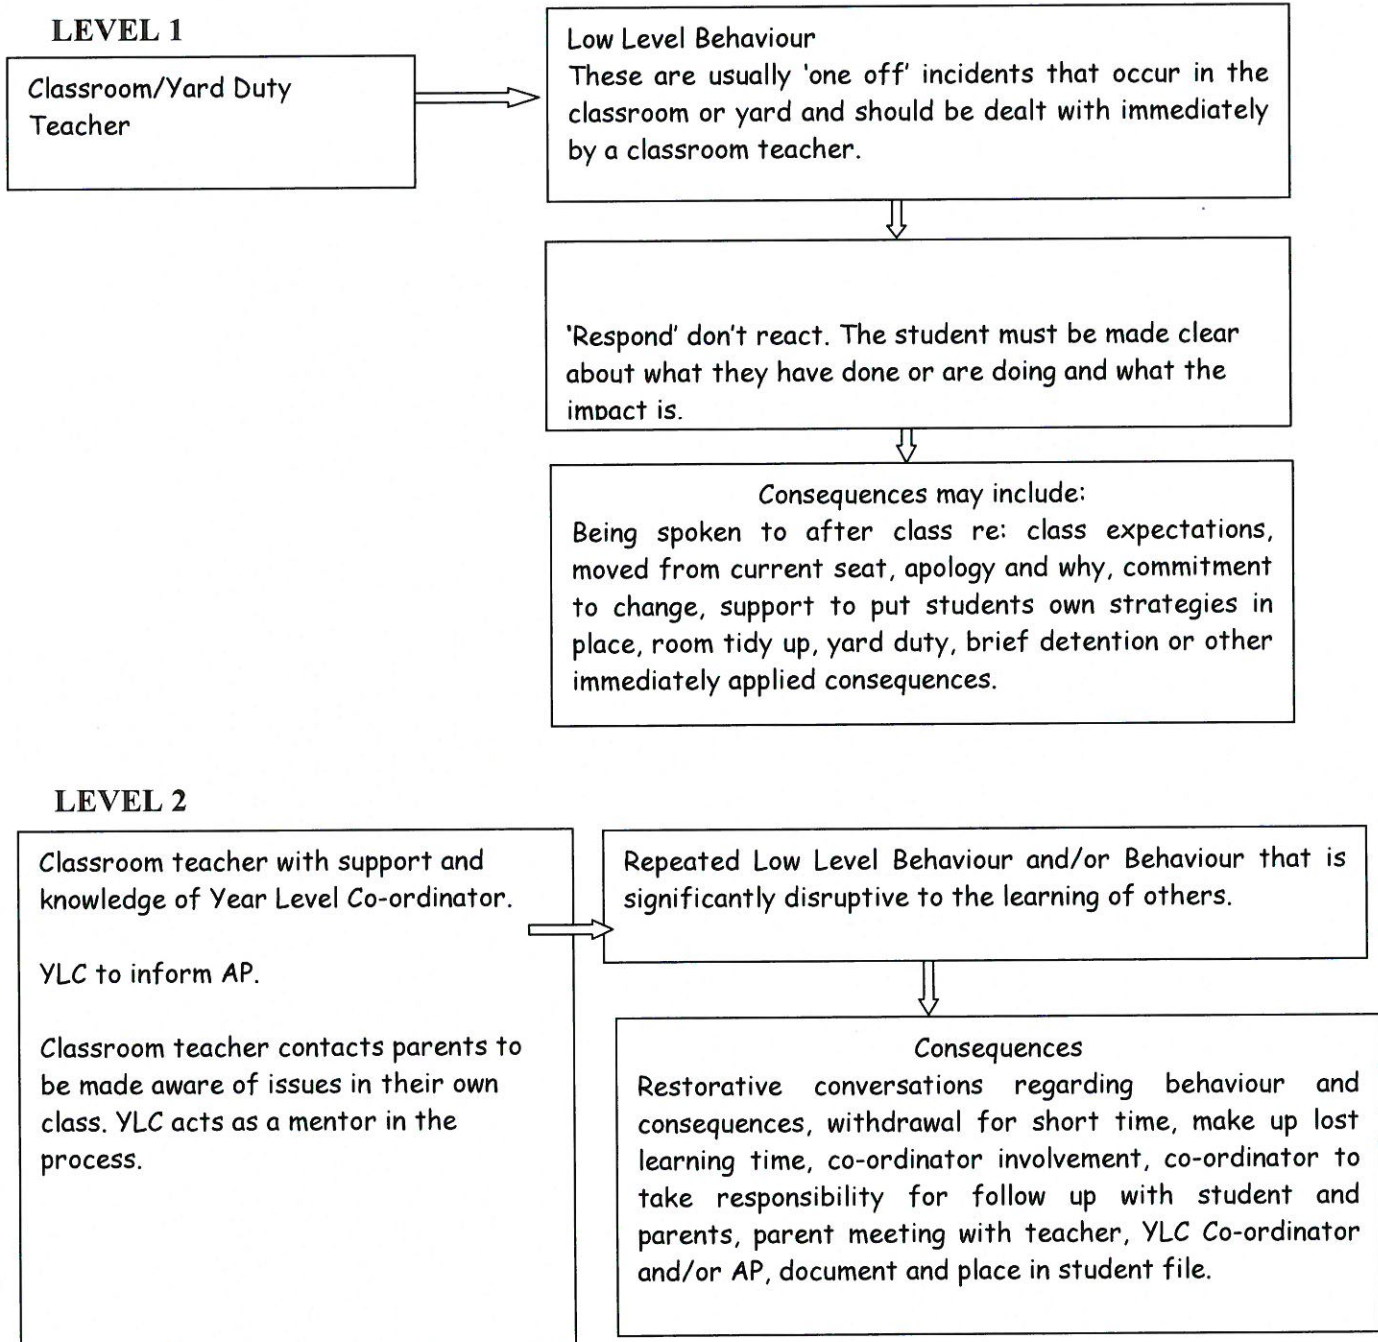 LEVEL 1
Classroom/Yard Duty
Teacher
Low Level Behaviour
These are usually 'one off' incidents that occur in the
classroom or yard and should be dealt with immediately
by a classroom teacher.
'Respond' don't react. The student must be made clear
about what they have done or are doing and what the
impact is.
Consequences may include:
Being spoken to after class re: class expectations,
moved from current seat, apology and why, commitment
to change, support to put students own strategies in
place, room tidy up, yard duty, brief detention or other
immediately applied consequences.
LEVEL 2
Classroom teacher with support and
knowledge of Year Level Co-ordinator.
YLC to inform AP.
Classroom teacher contacts parents to
be made aware of issues in their own
class. YLC acts as a mentor in the
process.
Repeated Low Level Behaviour and/or Behaviour that is
significantly disruptive to the learning of others.
Consequences
Restorative conversations regarding behaviour and
consequences, withdrawal for short time, make up lost
learning time, co-ordinator involvement, co-ordinator to
take responsibility for follow up with student and
parents, parent meeting with teacher, YLC Co-ordinator
and/or AP, document and place in student file.